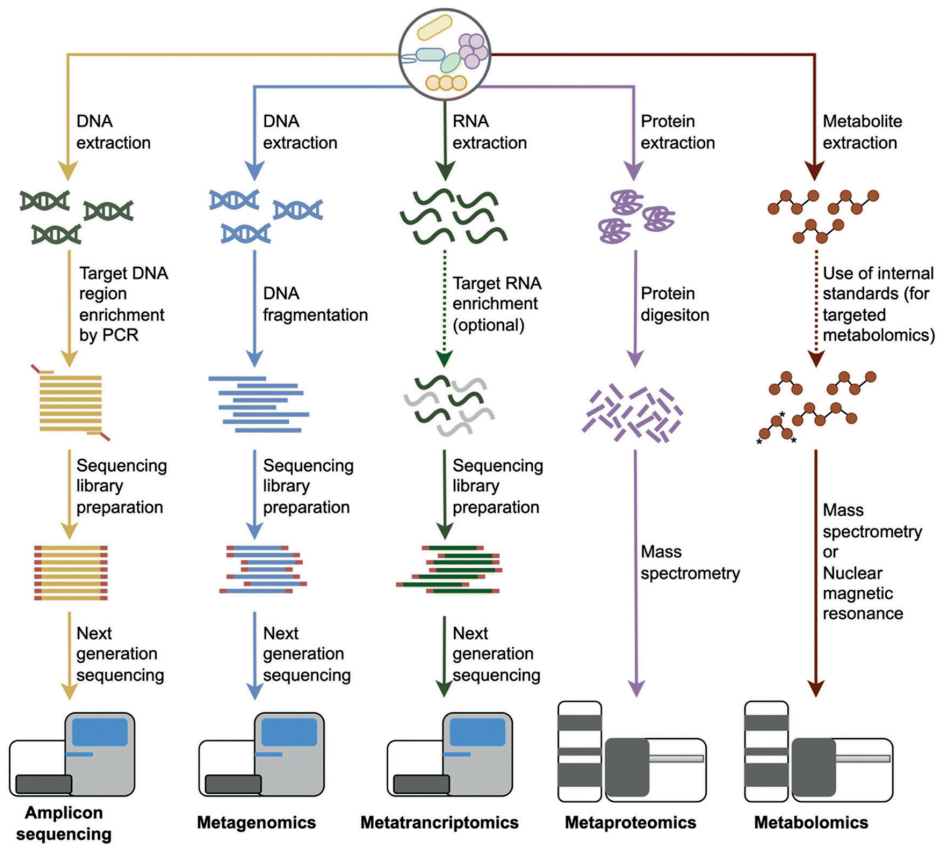 DNA
extraction
DNA
extraction
RNA
extraction
Protein
extraction
Metabolite
extraction
Target DNA
region
enrichment
by PCR
DNA
fragmentation
Target RNA
enrichment
(optional)
Protein
digesiton
Use of internal
standards (for
targeted
metabolomics)
*
*
*
Sequencing
library
preparation
Sequencing
library
preparation
Sequencing
library
preparation
Mass
spectrometry
Mass
spectrometry
or
Nuclear
magnetic
resonance
Next
generation
sequencing
Next
generation
sequencing
Next
generation
sequencing
Amplicon
sequencing
Metagenomics
Metatrancriptomics
Metaproteomics
Metabolomics